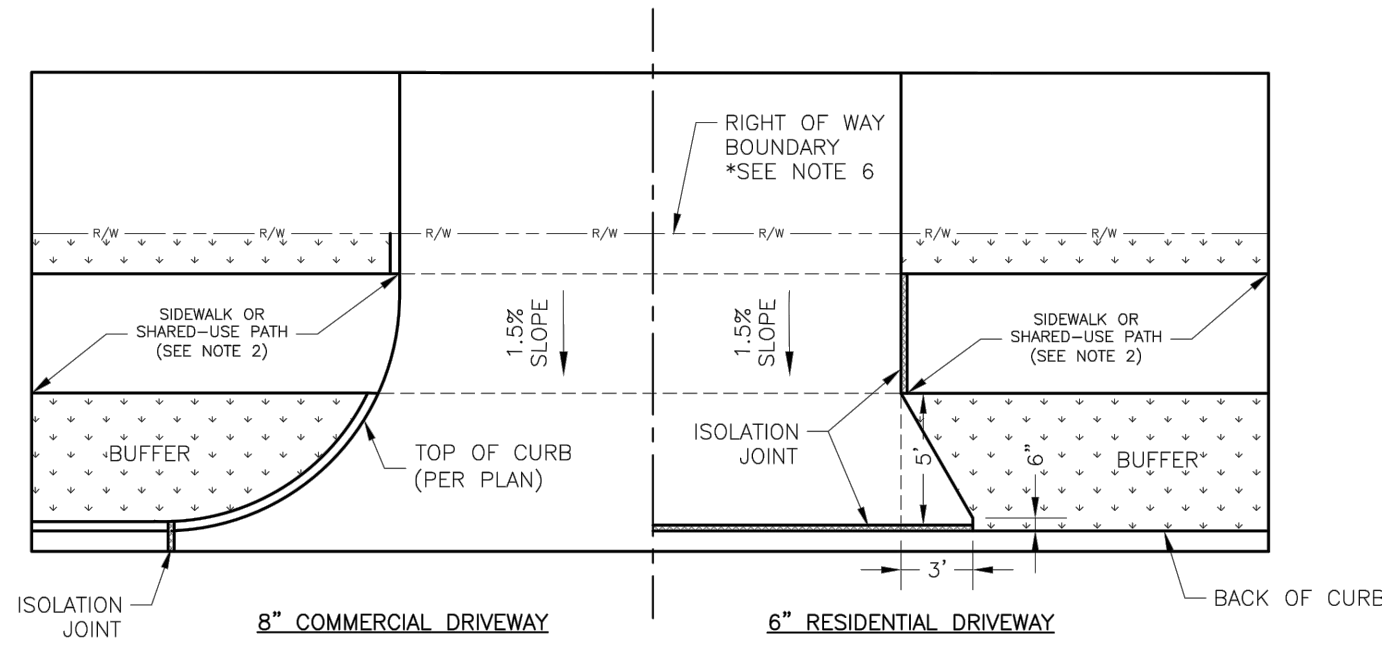 RIGHT OF WAY
BOUNDARY
*SEE NOTE 6
R/W
R/W
R/W
R/W
R/W
R/W
R/W
SIDEWALK OR
SHARED-USE PATH
(SEE NOTE 2)
1.5%
SLOPE
1.5%
SLOPE
SIDEWALK OR
SHARED-USE PATH
(SEE NOTE 2)
BUFFER
TOP OF CURB
(PER PLAN)
ISOLATION
JOINT
5'
6"
BUFFER
3'
ISOLATION
JOINT
8" COMMERCIAL DRIVEWAY
6" RESIDENTIAL DRIVEWAY
BACK OF CURB